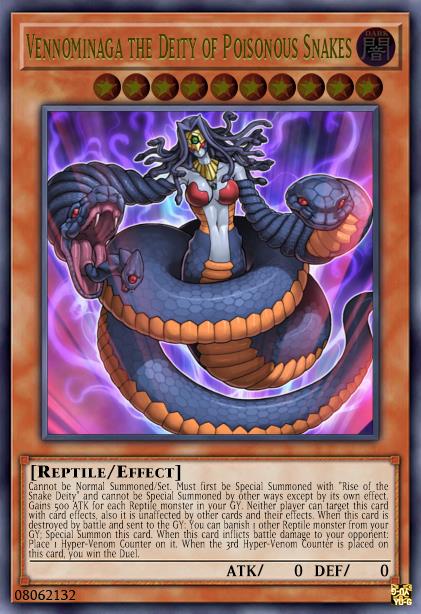 Vennominaga the Deity of Poisonous Snakes
DARK
闇
[Reptile/Effect]
Cannot be Normal Summoned/Set. Must first be Special Summoned with "Rise of the
Snake Deity" and cannot be Special Summoned by other ways except by its own effect.
Gains 500 ATK for each Reptile monster in your GY. Neither player can target this card
with card effects, also it is unaffected by other cards and their effects. When this card is
destroyed by battle and sent to the GY: You can banish 1 other Reptile monster from your
GY; Special Summon this card. When this card inflicts battle damage to your opponent:
Place 1 Hyper-Venom Counter on it. When the 3rd Hyper-Venom Counter is placed on
this card, you win the Duel.
ATK/ 0 DEF/ 0
08062132